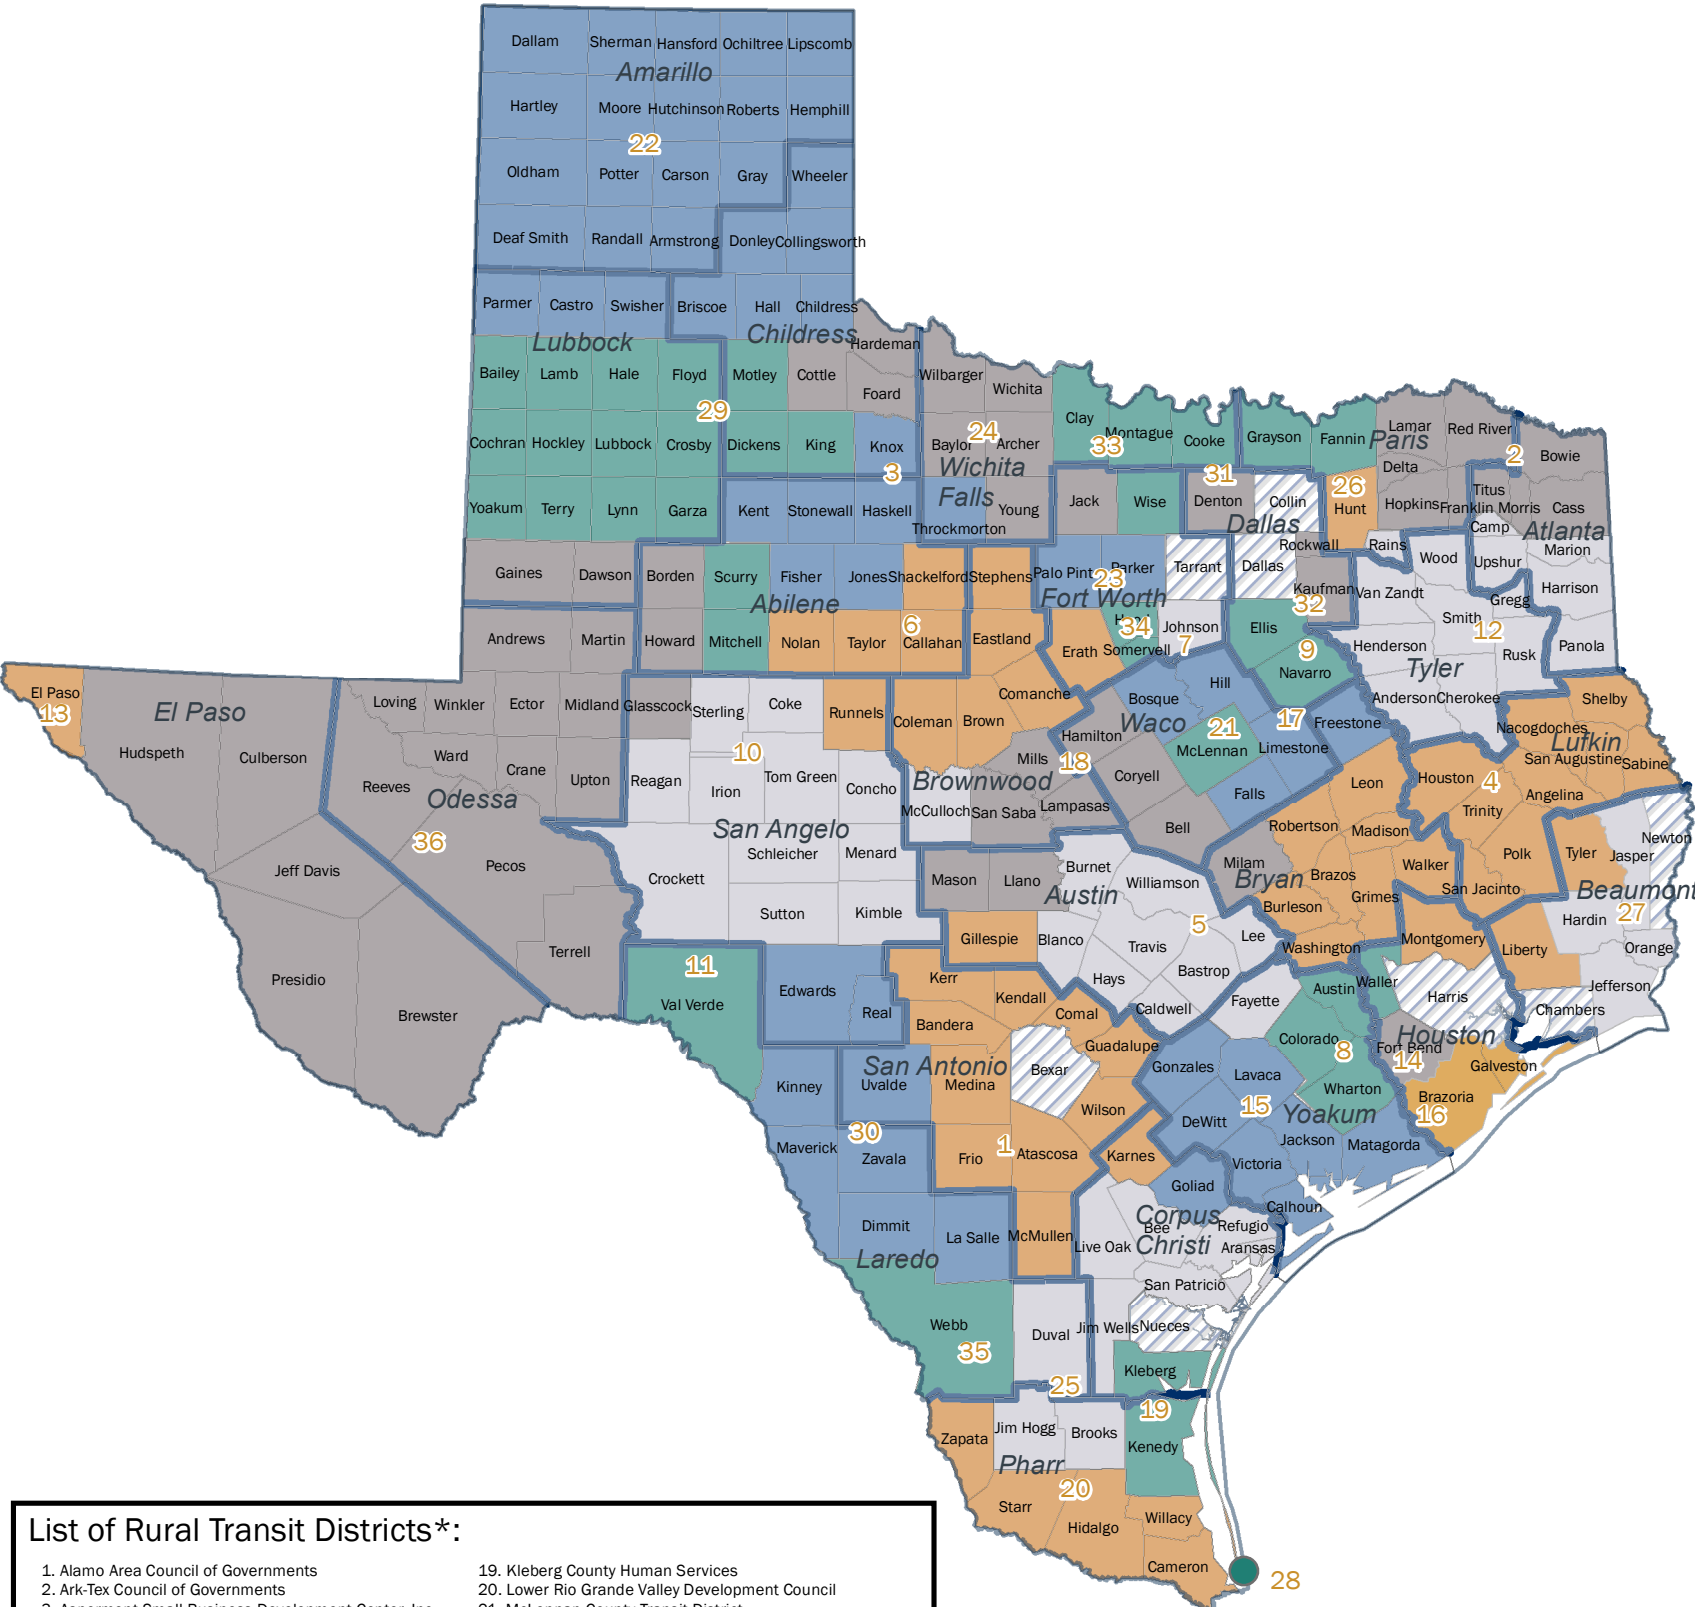 Dallam Sherman Hansford Ochiltree Lipscomb
Amarillo
Hartley Moore Hutchinson Roberts Hemphill
22
Oldham Potter Carson Gray Wheeler
Deaf Smith Randall Armstrong Donley Collingsworth
Parmer Castro Swisher Briscoe Hall Childress
Lubbock Childress Hardeman
Bailey Lamb Hale Floyd Motley Cottle Foard Wilbarger Wichita
29
Cochran Hockley Lubbock Crosby Dickens King Knox Baylor 24 Archer Clay 33 Montague Cooke Grayson Fannin Paris Lamar Red River 2 Bowie
3 Wichita Falls 31 26 Delta
Yoakum Terry Lynn Garza Kent Stonewall Haskell Throckmorton Young Jack Wise Denton Collin Hunt Hopkins Franklin Titus Morris Cass
Dallas Camp Atlanta
Gaines Dawson Borden Scurry Fisher Jones Shackelford Stephens Palo Pint Parker Tarrant Dallas Rockwall Rains Wood Upshur Marion
Abilene 23 Fort Worth Kaufman Van Zandt Gregg Harrison
32
Andrews Martin Howard Mitchell Nolan Taylor 6 Callahan Eastland Erath 34 Somervell Johnson 7 Ellis 9 Henderson Smith 12 Rusk Panola
Navarro Tyler
El Paso 13 El Paso Loving Winkler Ector Midland Glasscock Sterling Coke Runnels Coleman Brown Comanche Bosque Hill Anderson Cherokee Shelby
Hudspeth Culberson Ward Crane Upton Reagan 10 Irion Tom Green Concho Mills Hamilton 18 Waco 21 McLennan 17 Limestone Freestone Nacogdoches Lufkin San Augustine Sabine
Reeves Odessa Brownwood Coryell Falls Leon Houston 4 Angelina
36 San Angelo McCulloch San Saba Lampasas Bell Robertson Madison Trinity Newton
Jeff Davis Pecos Crockett Schleicher Menard Mason Llano Burnet Williamson Milam Bryan Brazos Walker Polk Tyler Jasper
Austin San Jacinto Beaumont
Sutton Kimble Burleson Grimes Hardin 27
Presidio Brewster Terrell Gillespie Blanco Travis 5 Lee Washington Montgomery Liberty Orange
11 Val Verde Edwards Real Kerr Kendall Hays Bastrop Fayette Austin Waller Harris Jefferson Chambers
Bandera Comal Caldwell Colorado Houston
Guadalupe 8 Fort Bend 14
Kinney Uvalde San Antonio Medina Bexar Gonzales Lavaca Wharton Galveston
Wilson 15 Yoakum Brazoria 16
Maverick 30 Zavala Frio 1 Atascosa Karnes DeWitt Jackson Matagorda
Victoria
Dimmit La Salle McMullen Goliad Calhoun
Laredo Live Oak Corpus Christi Bee Refugio Aransas
San Patricio
Webb 35 Duval Jim Wells Nueces
25 Kleberg
19
Zapata Jim Hogg Brooks Kenedy
Pharr
20
Starr Hidalgo Willacy
Cameron 28
List of Rural Transit Districts*:
1. Alamo Area Council of Governments
2. Ark-Tex Council of Governments
19. Kleberg County Human Services
20. Lower Rio Grande Valley Development Council